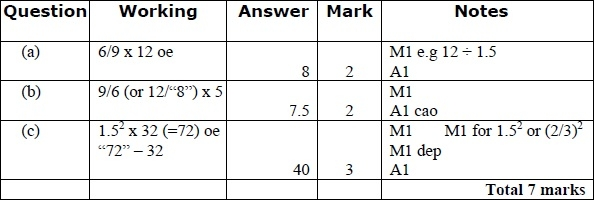 Question Working Answer Mark Notes
(a) 6/9 x 12 oe M1 e.g 12 ÷ 1.5
8 2 A1
(b) 9/6 (or 12/“8”) x 5 M1
7.5 2 A1 cao
(c) 1.5² x 32 (=72) oe M1 M1 for 1.5² or (2/3)²
“72” – 32 M1 dep
40 3 A1
Total 7 marks